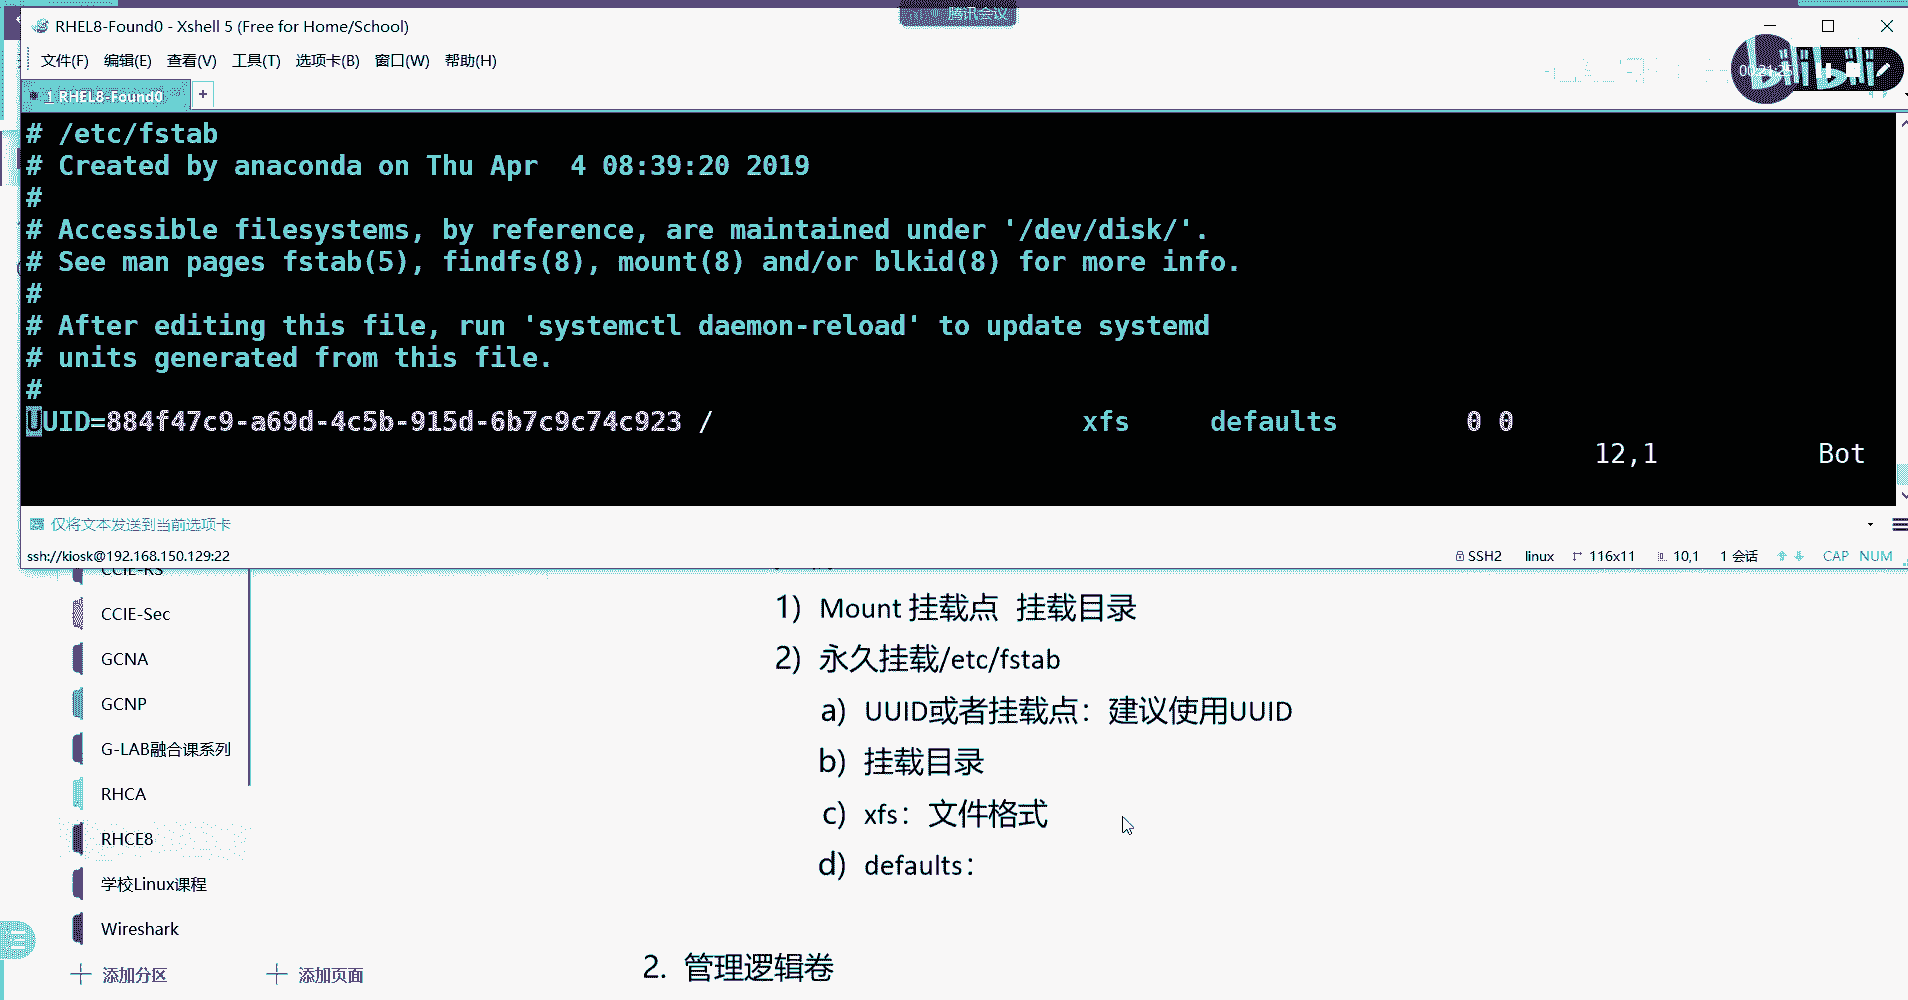 腾讯会议
RHEL8-Found0 - Xshell 5 (Free for Home/School)
文件(F) 编辑(E) 查看(V) 工具(T) 选项卡(B) 窗口(W) 帮助(H)
bilibili
1 RHEL8-Found0 +
# /etc/fstab
# Created by anaconda on Thu Apr  4 08:39:20 2019
#
# Accessible filesystems, by reference, are maintained under '/dev/disk/'.
# See man pages fstab(5), findfs(8), mount(8) and/or blkid(8) for more info.
#
# After editing this file, run 'systemctl daemon-reload' to update systemd
# units generated from this file.
#
UUID=884f47c9-a69d-4c5b-915d-6b7c9c74c923 / xfs defaults 0 0
12,1 Bot
仅将文本发送到当前选项卡
ssh://kiosk@192.168.150.129:22 SSH2 linux 116x11 10,1 1 会话 CAP NUM
CCIE-RS
CCIE-Sec
GCNA
GCNP
G-LAB融合课系列
RHCA
RHCE8
学校Linux课程
Wireshark
添加分区 添加页面
1) Mount 挂载点 挂载目录
2) 永久挂载/etc/fstab
a) UUID或者挂载点：建议使用UUID
b) 挂载目录
c) xfs：文件格式
d) defaults：
2. 管理逻辑卷